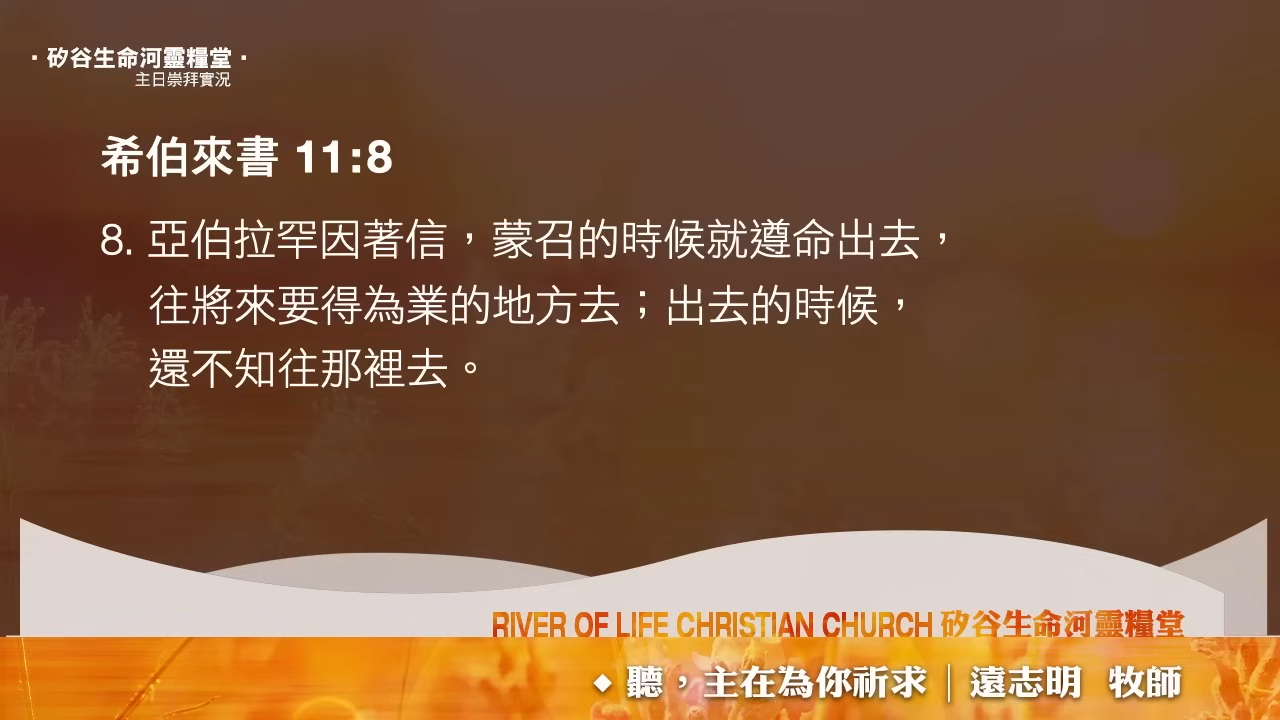 · 矽谷生命河靈糧堂 ·
主日崇拜實況
希伯來書 11:8
8. 亞伯拉罕因著信，蒙召的時候就遵命出去，
往將來要得為業的地方去；出去的時候，
還不知往那裡去。
RIVER OF LIFE CHRISTIAN CHURCH 矽谷生命河靈糧堂
◆ 聽，主在為你祈求｜遠志明 牧師